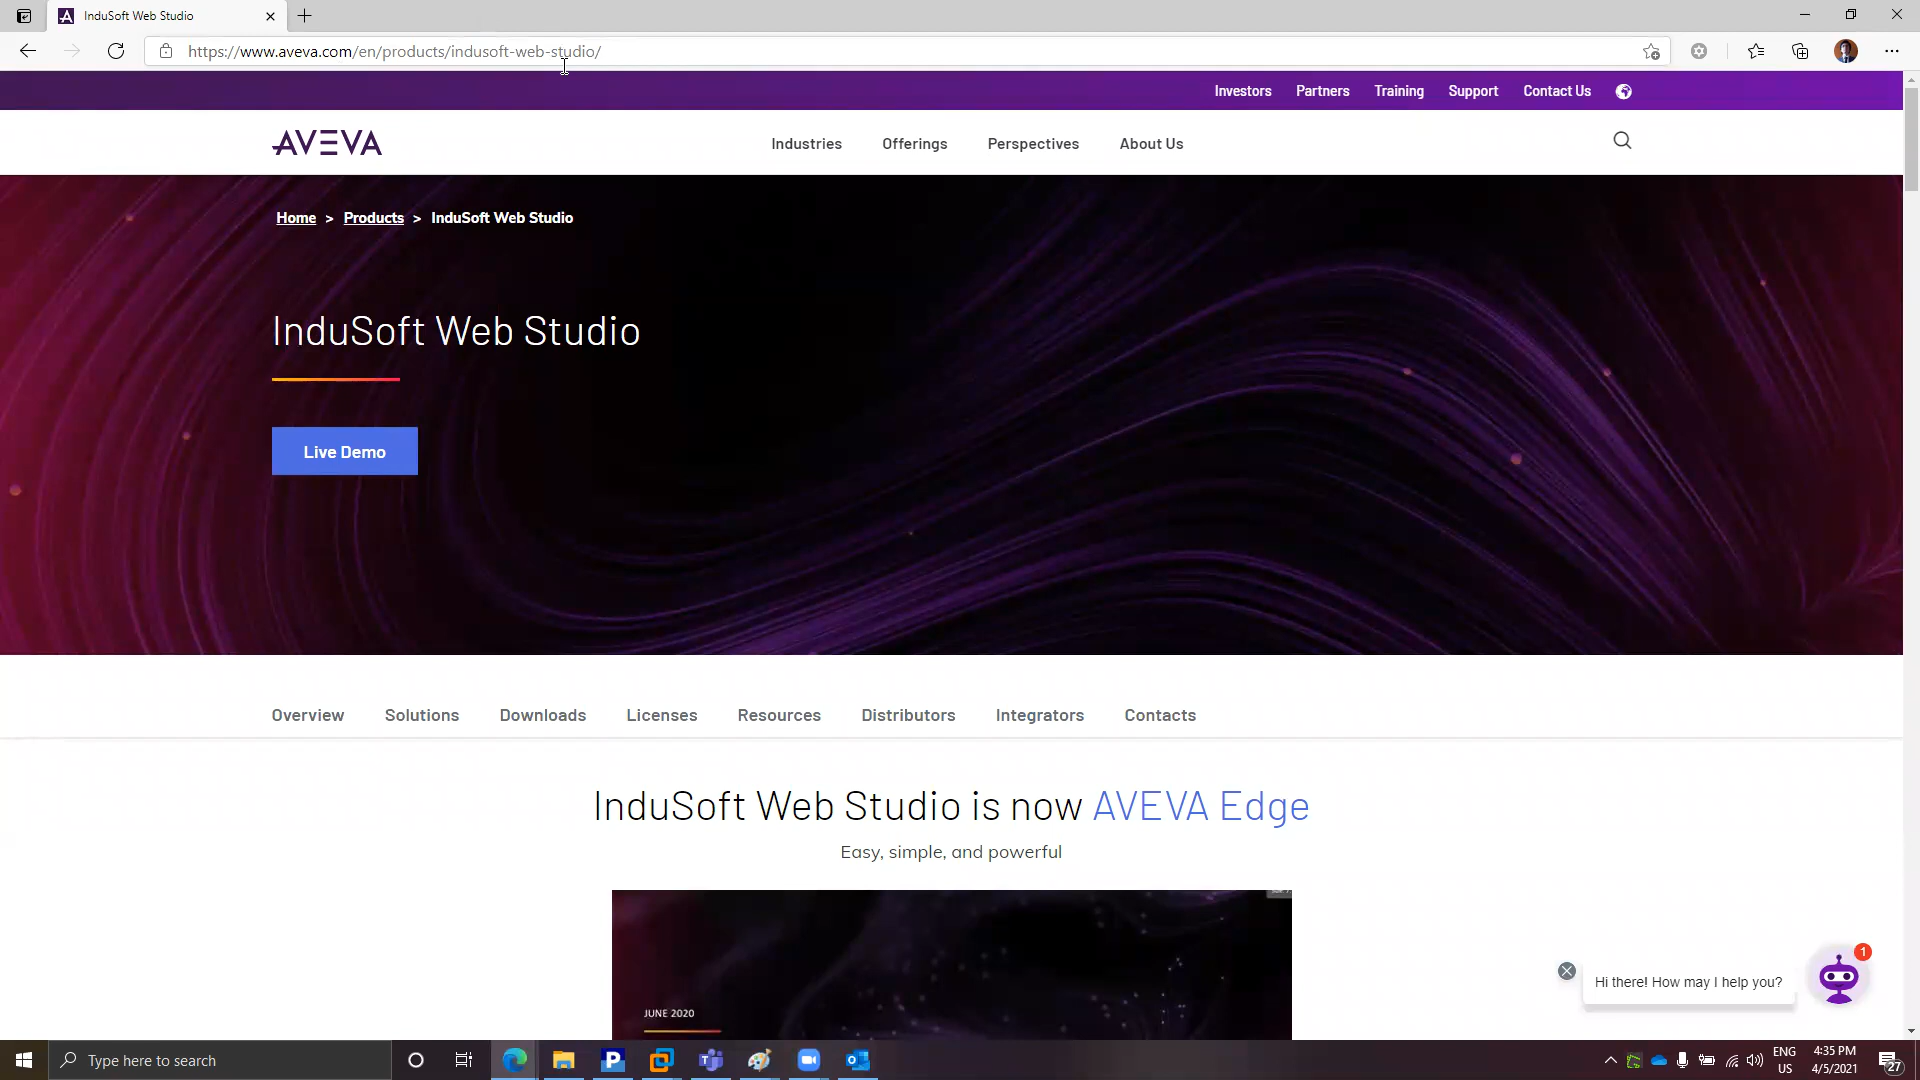 InduSoft Web Studio
https://www.aveva.com/en/products/indusoft-web-studio/
Investors Partners Training Support Contact Us
AVEVA
Industries Offerings Perspectives About Us
Home > Products > InduSoft Web Studio
InduSoft Web Studio
Live Demo
Overview Solutions Downloads Licenses Resources Distributors Integrators Contacts
InduSoft Web Studio is now AVEVA Edge
Easy, simple, and powerful
JUNE 2020
1
Hi there! How may I help you?
Type here to search
ENG
US
4:35 PM
4/5/2021
27